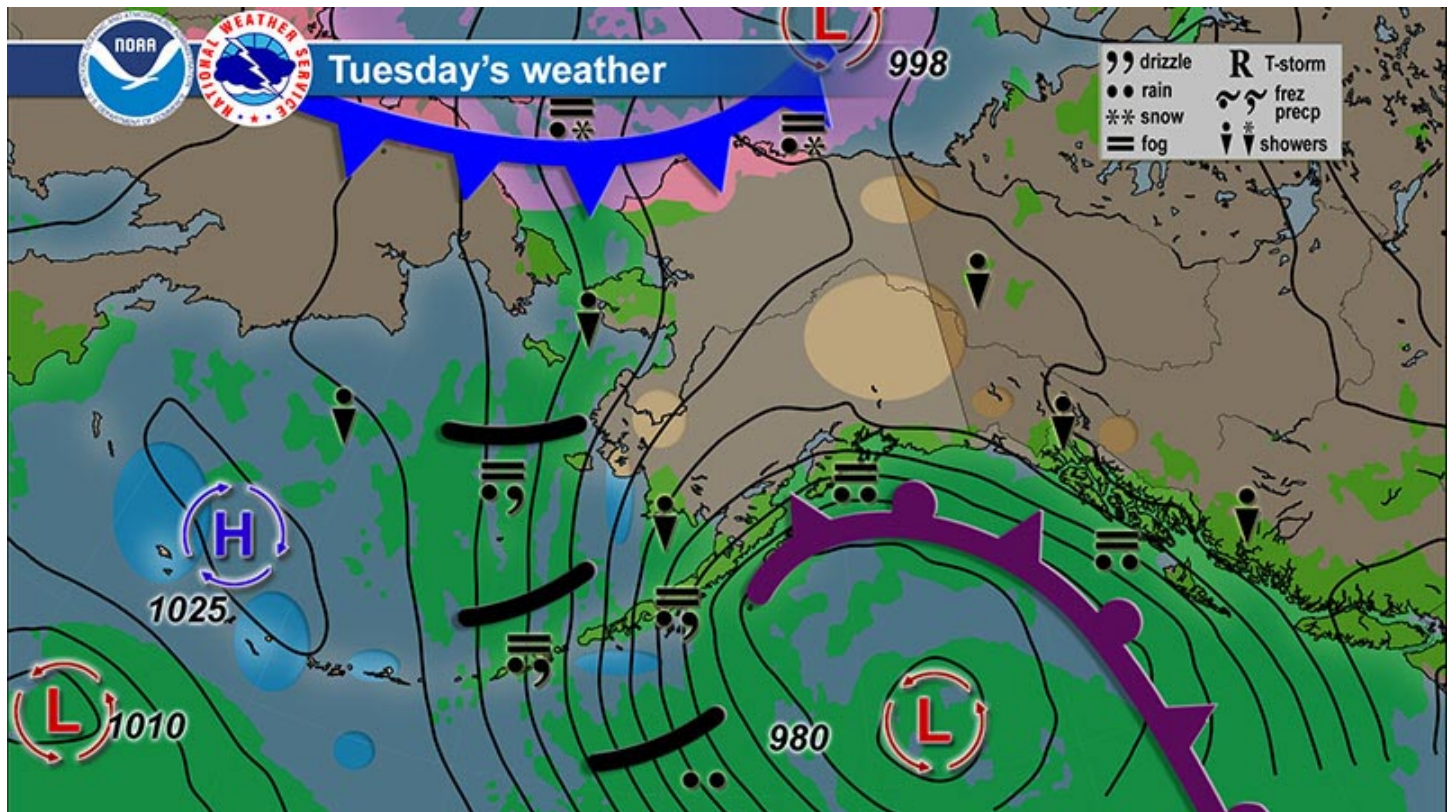 NOAA
NATIONAL WEATHER SERVICE
Tuesday's weather
L
998
drizzle
R T-storm
rain
frez
precp
snow
fog
showers
H
1025
L
1010
980
L